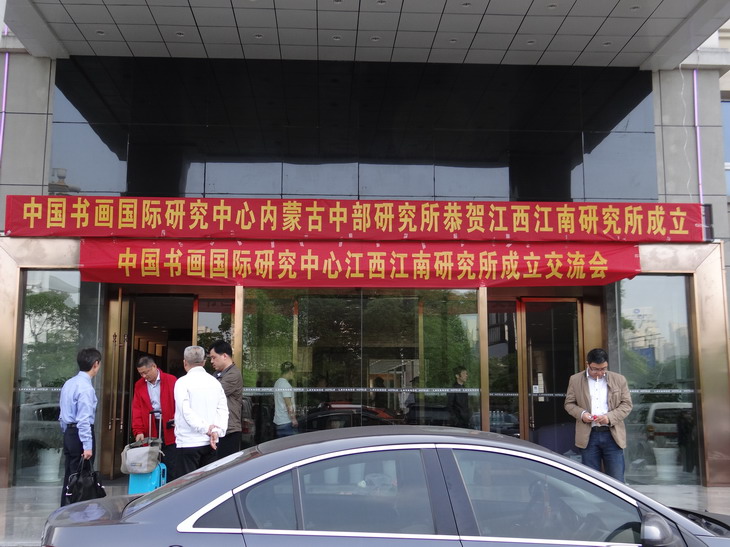 中国书画国际研究中心内蒙古中部研究所恭贺江西江南研究所成立
中国书画国际研究中心江西江南研究所成立交流会